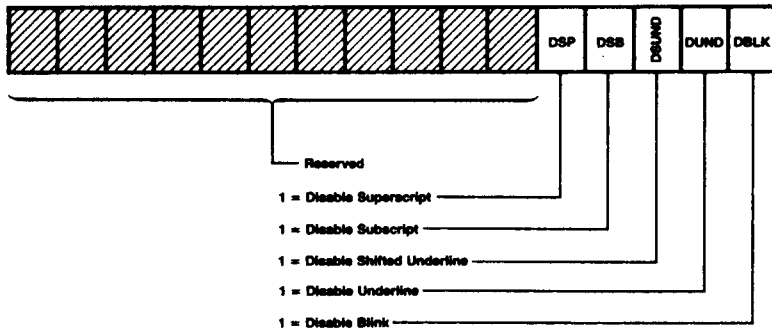 DSP DSB DSUND DUND DBLK
Reserved
1 = Disable Superscript
1 = Disable Subscript
1 = Disable Shifted Underline
1 = Disable Underline
1 = Disable Blink